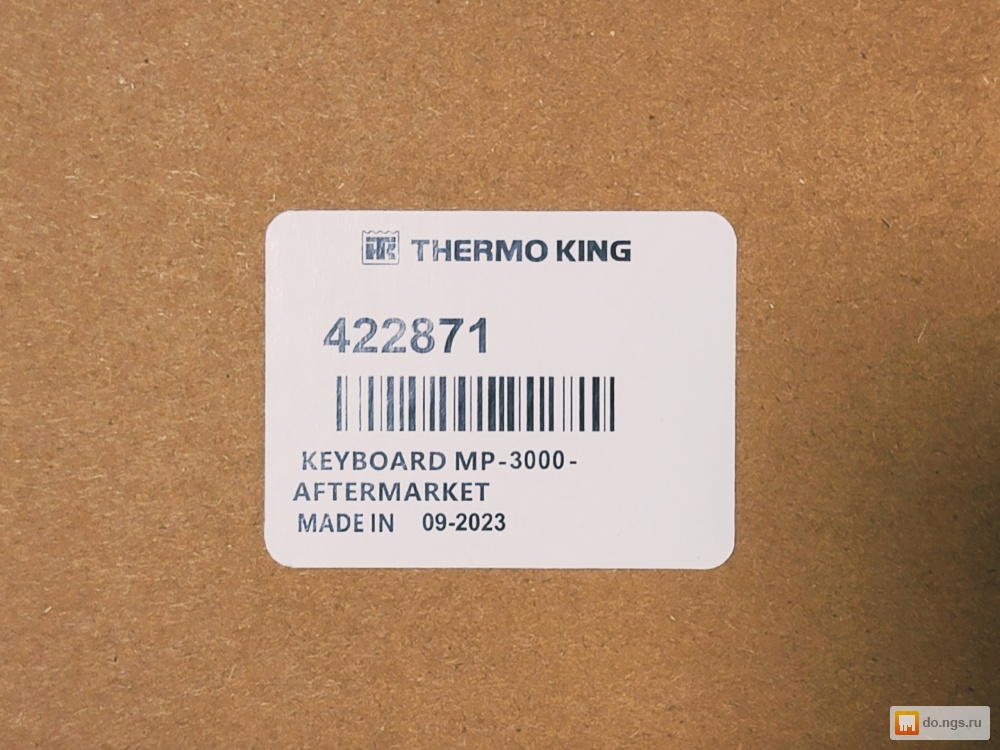 THERMO KING
422871
KEYBOARD MP-3000-
AFTERMARKET
MADE IN 09-2023
do.ngs.ru